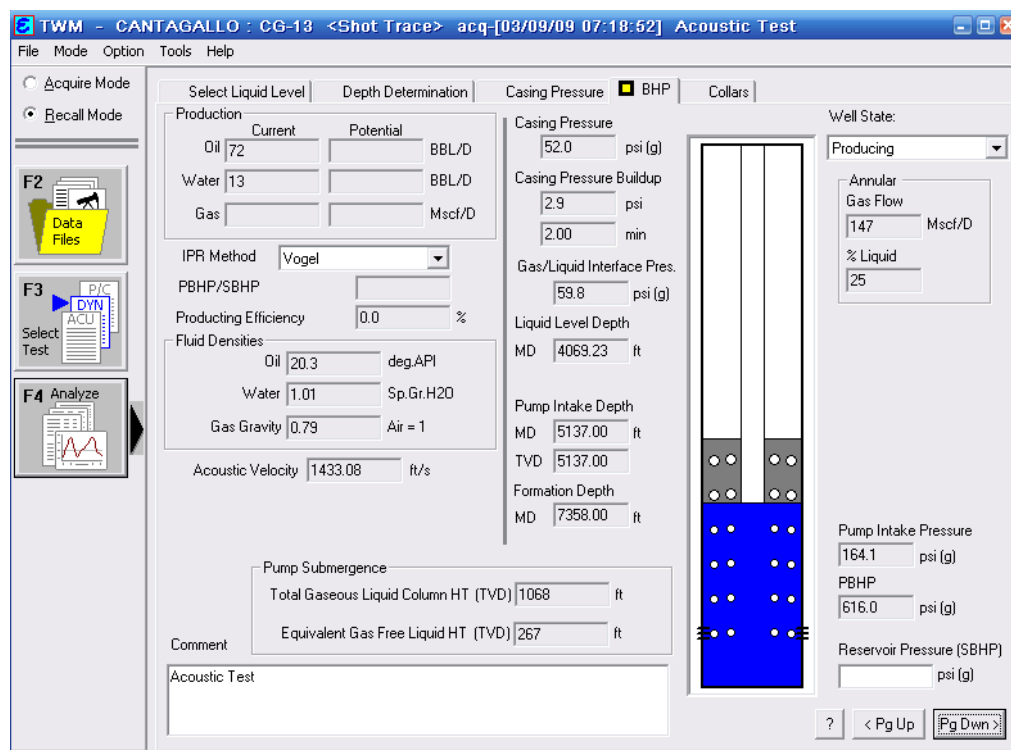 TWM - CANTAGALLO : CG-13 <Shot Trace> acq-[03/09/09 07:18:52] Acoustic Test
File Mode Option Tools Help
Acquire Mode
Recall Mode
F2
Data
Files
F3
P/C
DYN
ACU
Select
Test
F4 Analyze
Select Liquid Level
Depth Determination
Casing Pressure
BHP
Collars
Production
Current Potential
Oil 72 BBL/D
Water 13 BBL/D
Gas Mscf/D
IPR Method Vogel
PBHP/SBHP
Producting Efficiency 0.0 %
Fluid Densities
Oil 20.3 deg.API
Water 1.01 Sp.Gr.H2O
Gas Gravity 0.79 Air = 1
Acoustic Velocity 1433.08 ft/s
Casing Pressure
52.0 psi (g)
Casing Pressure Buildup
2.9 psi
2.00 min
Gas/Liquid Interface Pres.
59.8 psi (g)
Liquid Level Depth
MD 4069.23 ft
Pump Intake Depth
MD 5137.00 ft
TVD 5137.00
Formation Depth
MD 7358.00 ft
Pump Submergence
Total Gaseous Liquid Column HT (TVD) 1068 ft
Equivalent Gas Free Liquid HT (TVD) 267 ft
Comment
Acoustic Test
Well State:
Producing
Annular
Gas Flow
147 Mscf/D
% Liquid
25
Pump Intake Pressure
164.1 psi (g)
PBHP
616.0 psi (g)
Reservoir Pressure (SBHP)
psi (g)
? < Pg Up Pg Dwn >